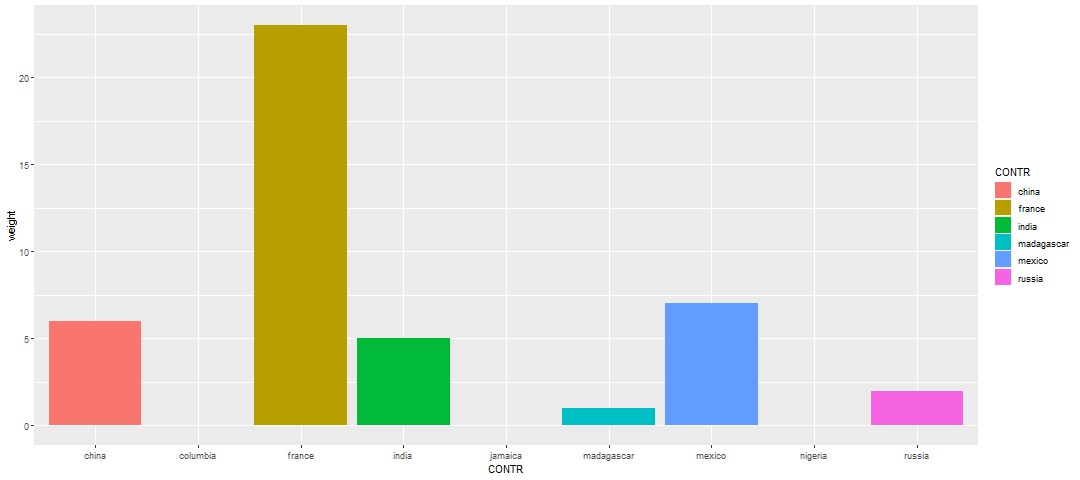 weight
20
15
10
5
0
china columbia france india jamaica madagascar mexico nigeria russia
CONTR
CONTR
china
france
india
madagascar
mexico
russia